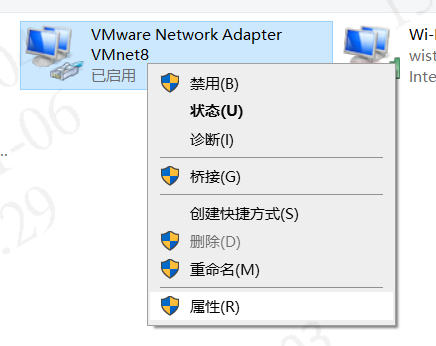 VMware Network Adapter
VMnet8
已启用
Wi-
wist
Inte
..
禁用(B)
状态(U)
诊断(I)
桥接(G)
创建快捷方式(S)
删除(D)
重命名(M)
属性(R)